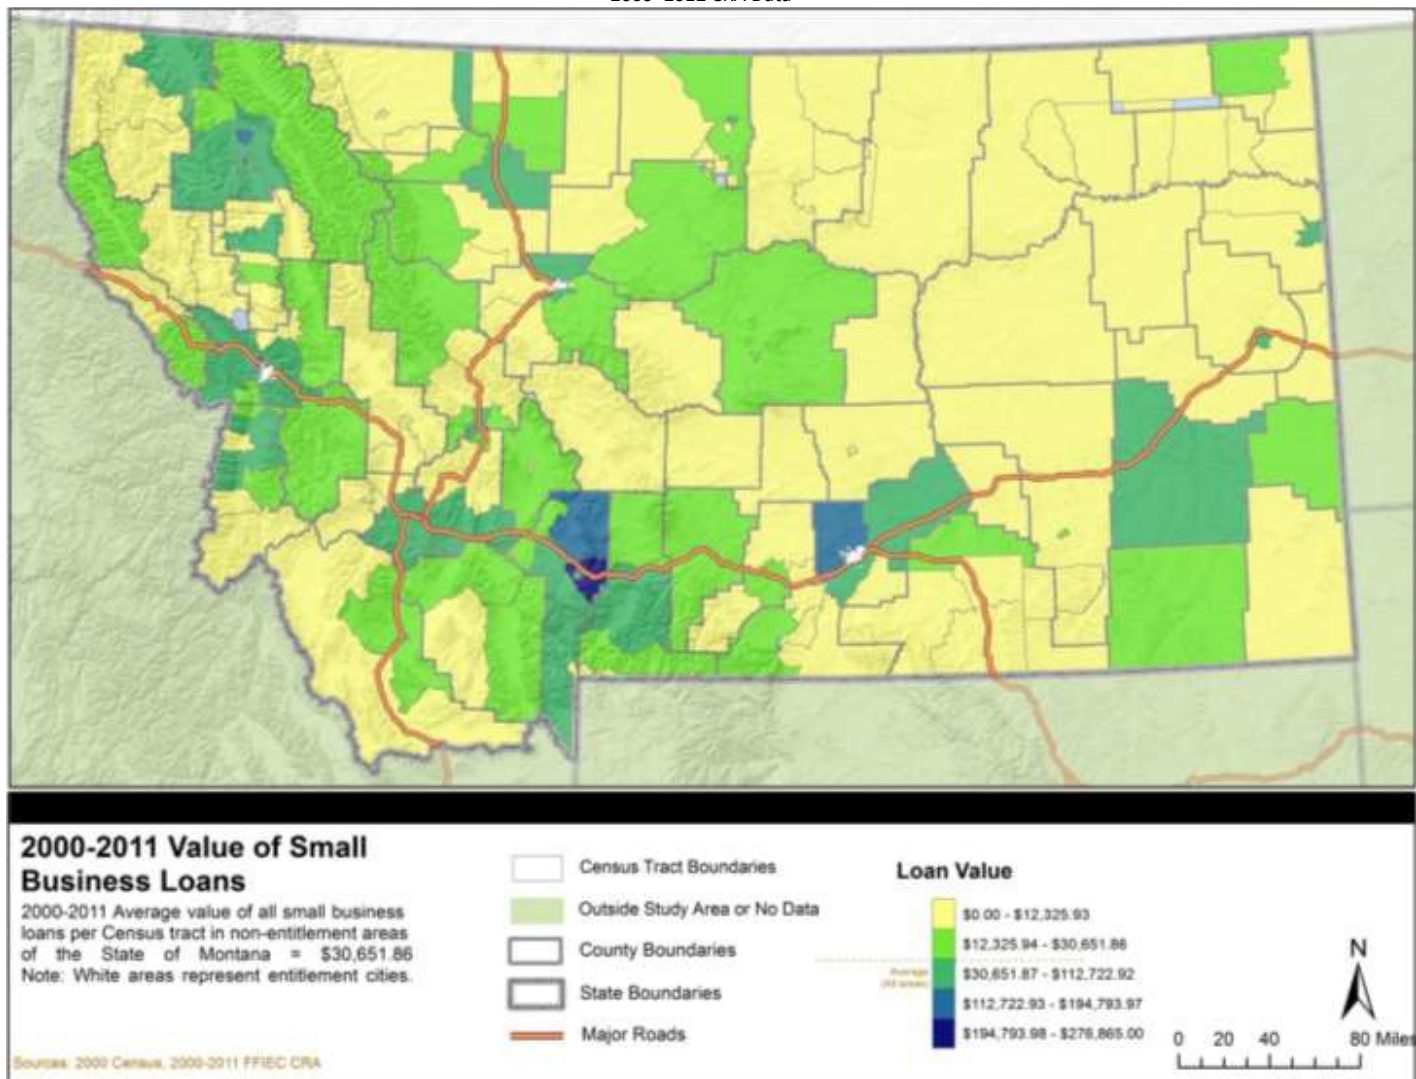 2000-2011 Value of Small
Business Loans
2000-2011 Average value of all small business
loans per Census tract in non-entitlement areas
of the State of Montana = $30,651.86
Note: White areas represent entitlement cities.
Sources: 2000 Census, 2000-2011 FFIEC CRA
Census Tract Boundaries
Outside Study Area or No Data
County Boundaries
State Boundaries
Major Roads
Loan Value
$0.00 - $12,325.93
$12,325.94 - $30,651.86
Average
(All areas)
$30,651.87 - $112,722.92
$112,722.93 - $194,793.97
$194,793.98 - $276,865.00
N
0 20 40 80 Miles